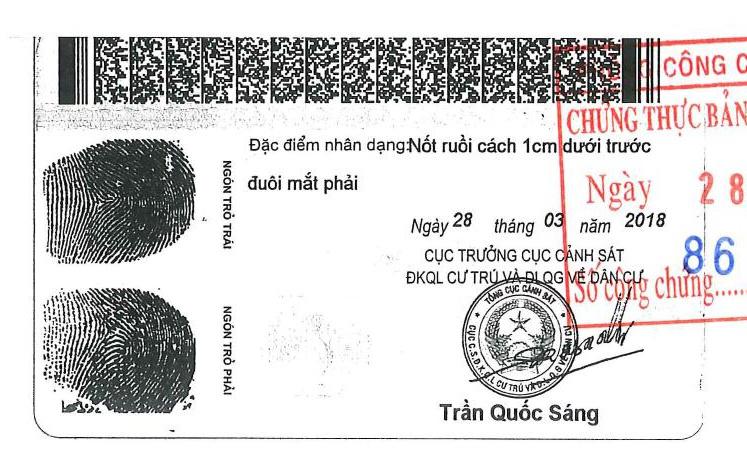 CÔNG C
CHỨNG THỰC BẢN
Đặc điểm nhân dạng:Nốt ruồi cách 1cm dưới trước
đuôi mắt phải
Ngày 28
NGÓN TRỎ TRÁI
Ngày 28 tháng 03 năm 2018
CỤC TRƯỞNG CỤC CẢNH SÁT
ĐKQL CƯ TRÚ VÀ DLQG VỀ DÂN CƯ
86
Số công chứng......
TỔNG CỤC CẢNH SÁT
CỤC C.S.Đ.K.Q.L CƯ TRÚ VÀ D.L.Q.G VỀ DÂN CƯ
NGÓN TRỎ PHẢI
Trần Quốc Sáng